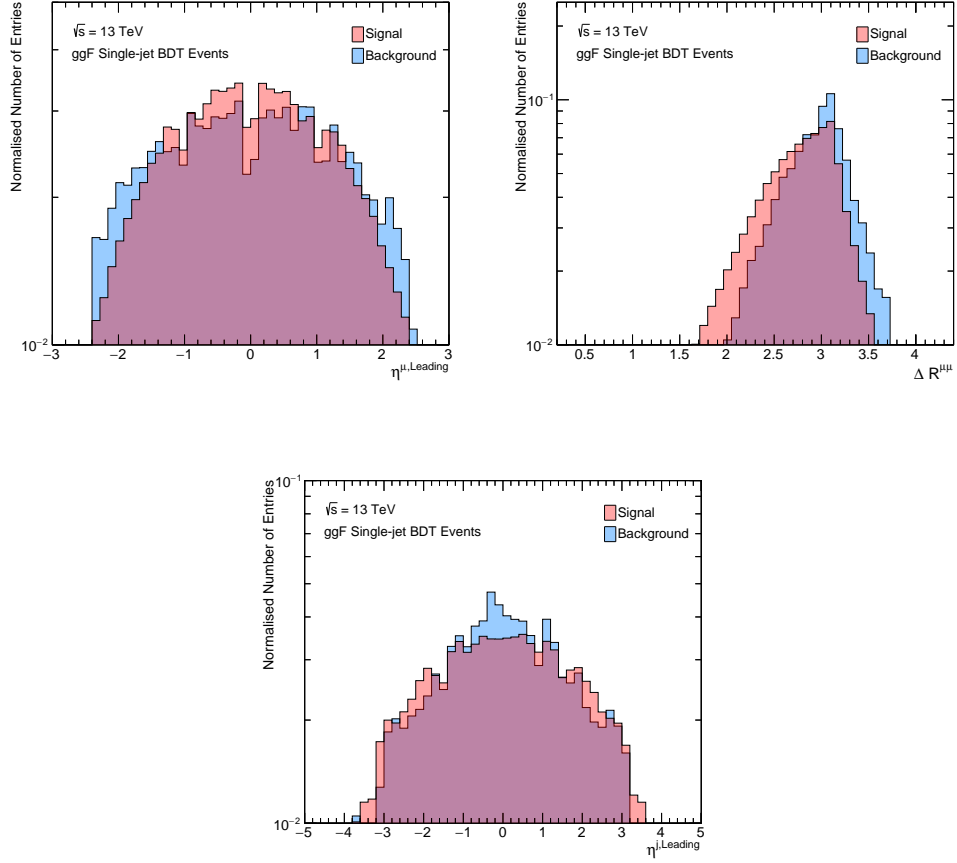 Normalised Number of Entries
√s = 13 TeV
ggF Single-jet BDT Events
Signal
Background
10⁻²
−3 −2 −1 0 1 2 3
η^μ,Leading
Normalised Number of Entries
√s = 13 TeV
ggF Single-jet BDT Events
Signal
Background
10⁻¹
10⁻²
0.5 1 1.5 2 2.5 3 3.5 4
Δ R^μμ
Normalised Number of Entries
10⁻¹
√s = 13 TeV
ggF Single-jet BDT Events
Signal
Background
10⁻²
−5 −4 −3 −2 −1 0 1 2 3 4 5
η^j,Leading